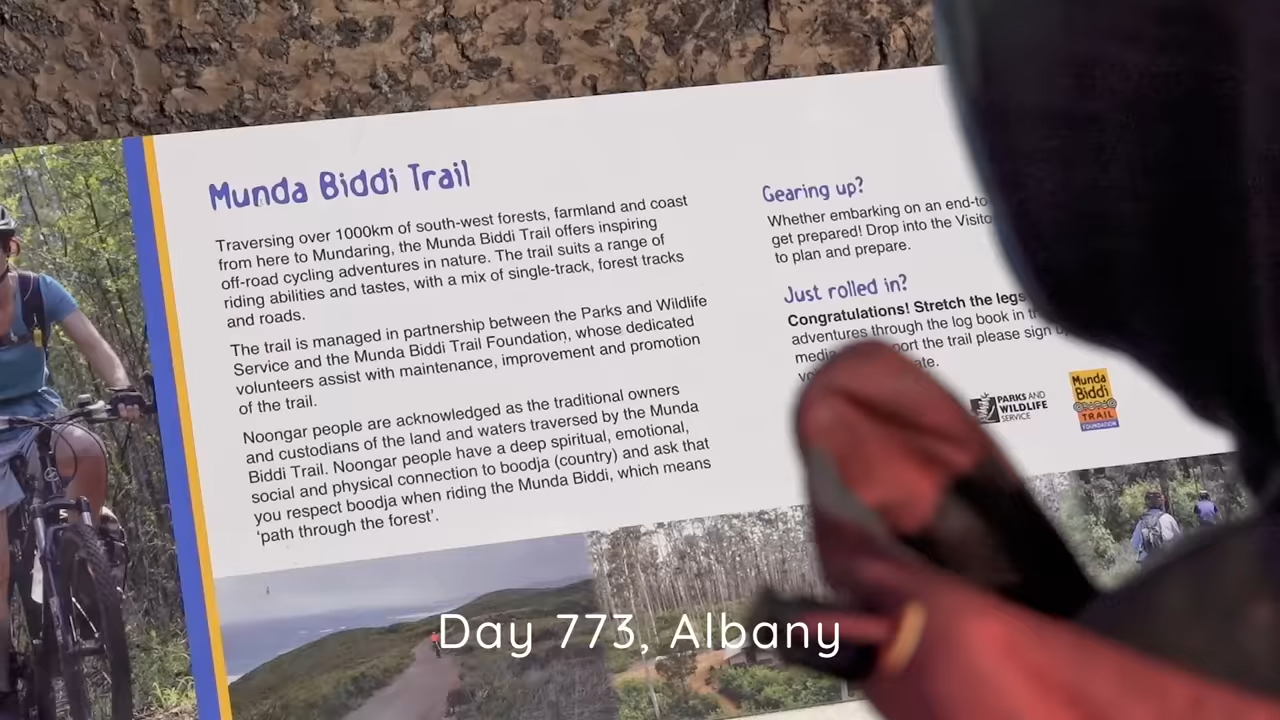 Munda Biddi Trail
Traversing over 1000km of south-west forests, farmland and coast
from here to Mundaring, the Munda Biddi Trail offers inspiring
off-road cycling adventures in nature. The trail suits a range of
riding abilities and tastes, with a mix of single-track, forest tracks
and roads.
The trail is managed in partnership between the Parks and Wildlife
Service and the Munda Biddi Trail Foundation, whose dedicated
volunteers assist with maintenance, improvement and promotion
of the trail.
Noongar people are acknowledged as the traditional owners
and custodians of the land and waters traversed by the Munda
Biddi Trail. Noongar people have a deep spiritual, emotional,
social and physical connection to boodja (country) and ask that
you respect boodja when riding the Munda Biddi, which means
'path through the forest'.
Gearing up?
Whether embarking on an end-to
get prepared! Drop into the
to plan and prepare.
Just rolled in?
Congratulations! Stretch the legs
adventures through the log book in
the trail please sign
PARKS AND
WILDLIFE
SERVICE
Munda
Biddi
TRAIL
FOUNDATION
Day 773, Albany